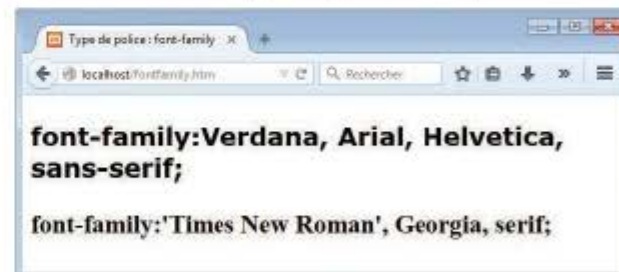 Type de police : font-family
localhost/fontfamily.htm
Rechercher
font-family:Verdana, Arial, Helvetica,
sans-serif;
font-family:'Times New Roman', Georgia, serif;